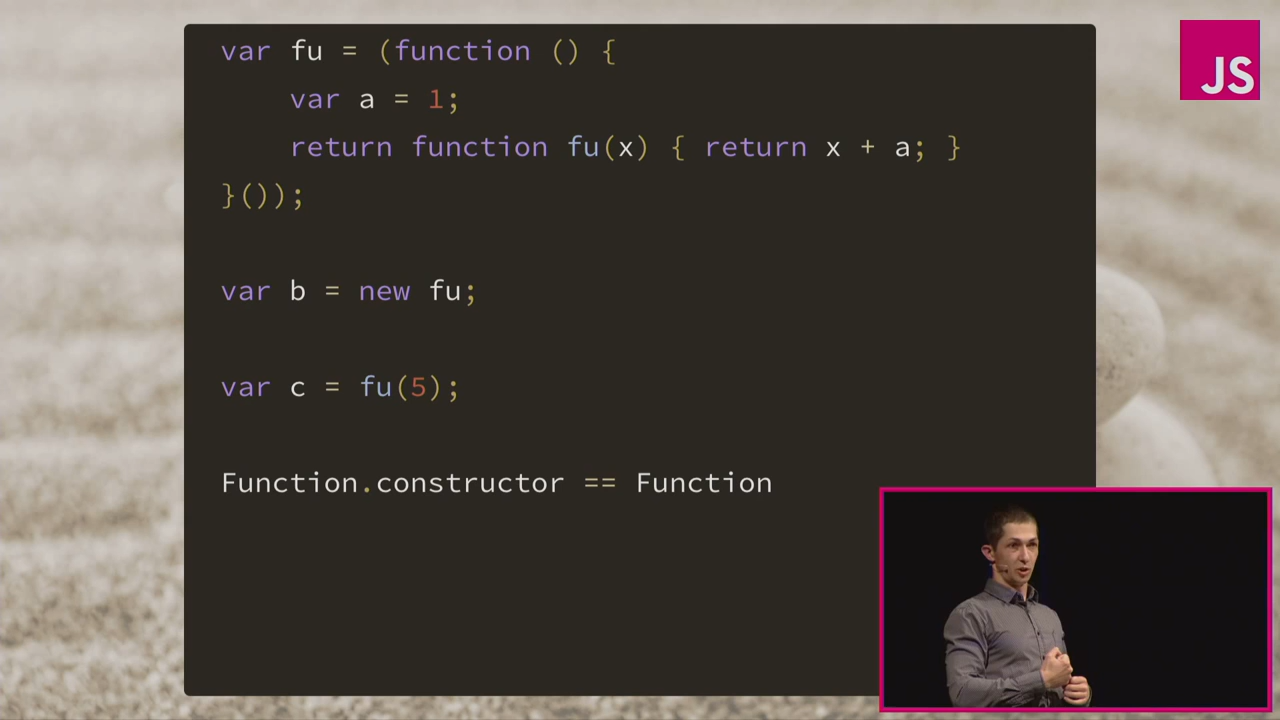 JS
var fu = (function () {
    var a = 1;
    return function fu(x) { return x + a; }
}());
var b = new fu;
var c = fu(5);
Function.constructor == Function